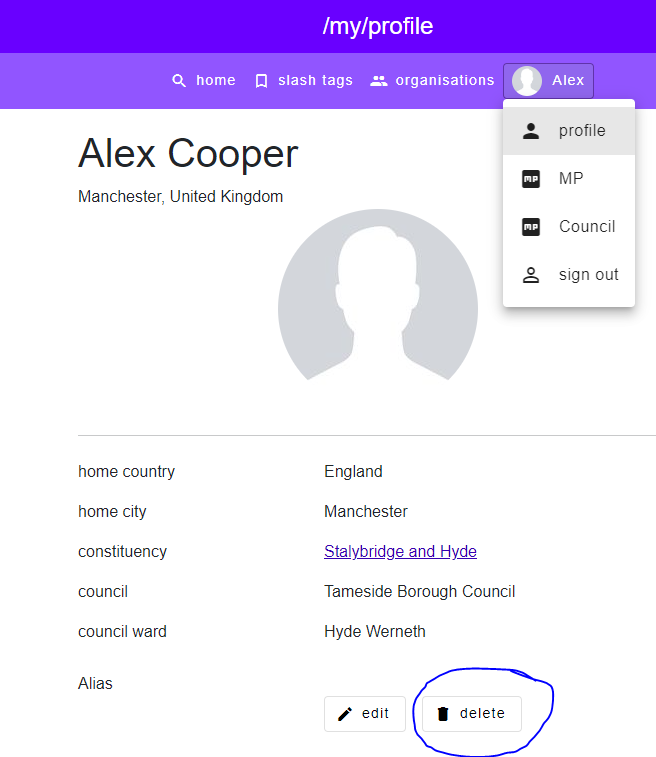 /my/profile
home slash tags organisations Alex
profile
MP MP
MP Council
sign out
Alex Cooper
Manchester, United Kingdom
home country England
home city Manchester
constituency Stalybridge and Hyde
council Tameside Borough Council
council ward Hyde Werneth
Alias
edit delete